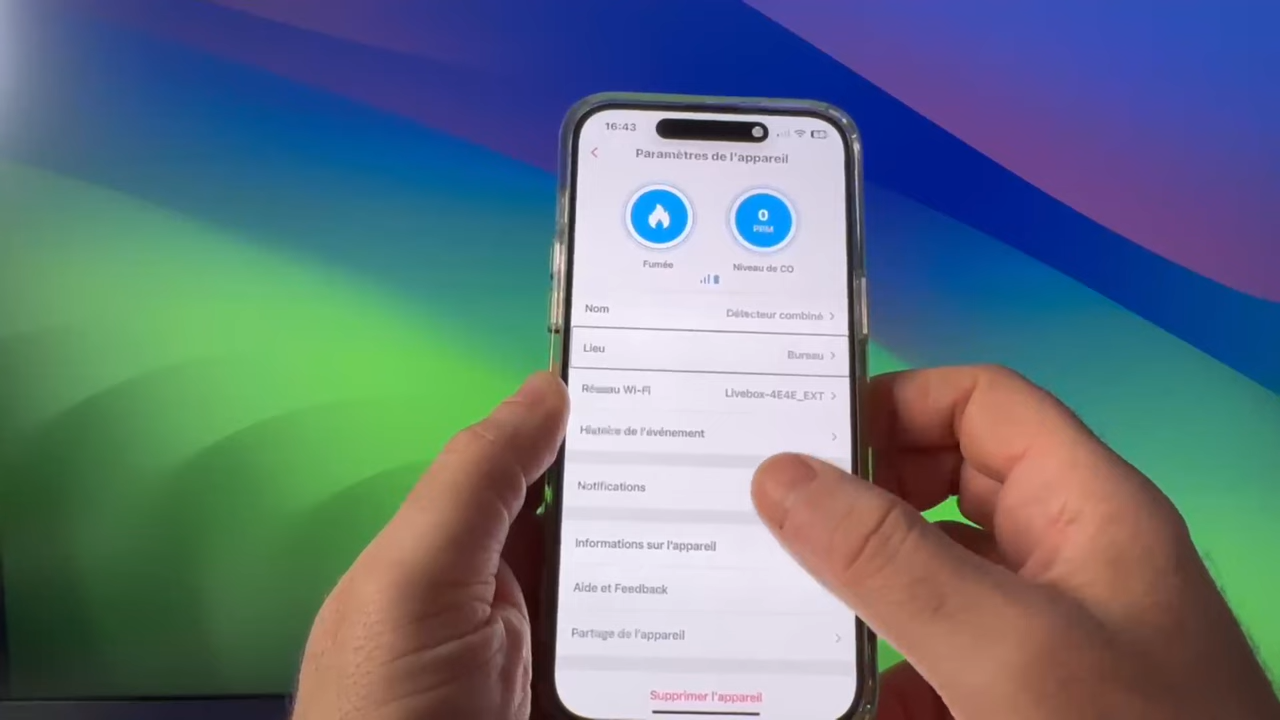 16:43
Paramètres de l'appareil
0
PPM
Fumée
Niveau de CO
Nom
Détecteur combiné
Lieu
Bureau
Réseau Wi-Fi
Livebox-4E4E_EXT
Histoire de l'événement
Notifications
Informations sur l'appareil
Aide et Feedback
Partage de l'appareil
Supprimer l'appareil